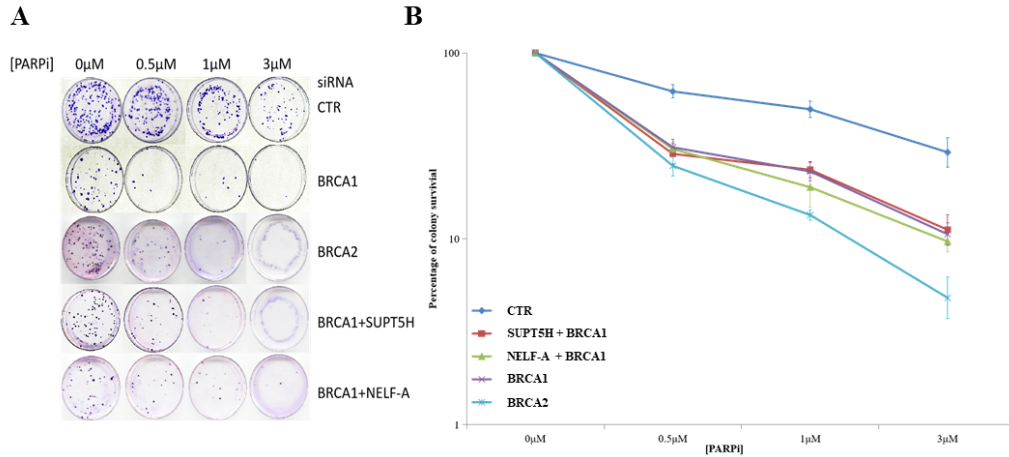 A
[PARPi] 0µM 0.5µM 1µM 3µM
siRNA
CTR
BRCA1
BRCA2
BRCA1+SUPT5H
BRCA1+NELF-A
B
Percentage of colony survivial
100
10
1
CTR
SUPT5H + BRCA1
NELF-A + BRCA1
BRCA1
BRCA2
0µM 0.5µM 1µM 3µM
[PARPi]